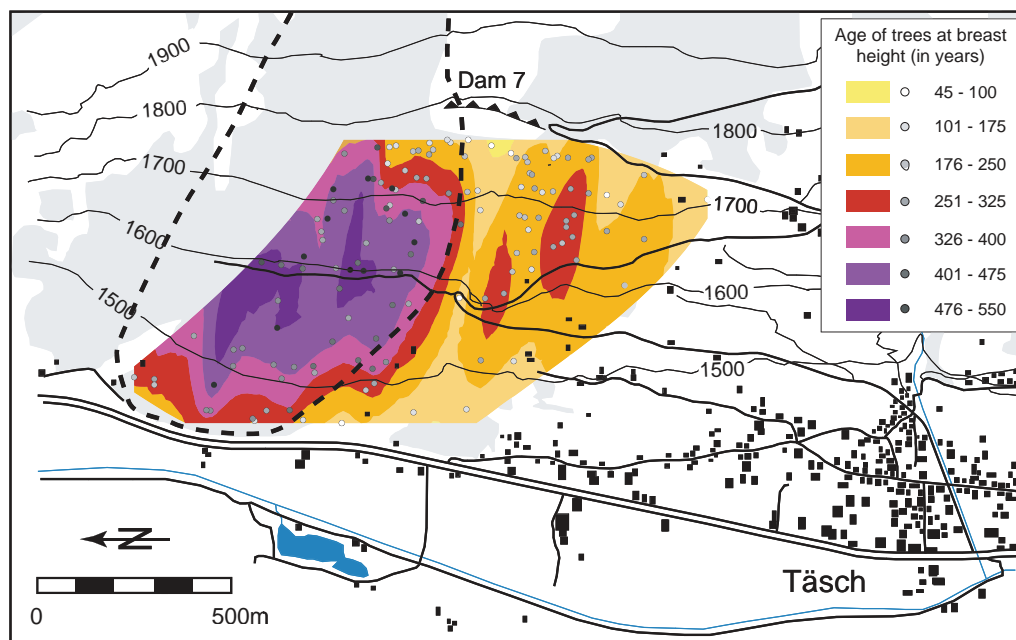 Age of trees at breast
height (in years)
45 - 100
101 - 175
176 - 250
251 - 325
326 - 400
401 - 475
476 - 550
Dam 7
1900
1800
1800
1700
1700
1600
1600
1500
1500
N
0 500m
Täsch